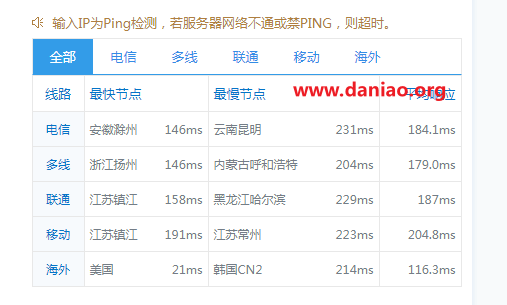 输入IP为Ping检测，若服务器网络不通或禁PING，则超时。
全部 电信 多线 联通 移动 海外
www.daniao.org
线路 最快节点 最慢节点 平均响应
电信 安徽滁州 146ms 云南昆明 231ms 184.1ms
多线 浙江扬州 146ms 内蒙古呼和浩特 204ms 179.0ms
联通 江苏镇江 158ms 黑龙江哈尔滨 229ms 187ms
移动 江苏镇江 191ms 江苏常州 223ms 204.8ms
海外 美国 21ms 韩国CN2 214ms 116.3ms